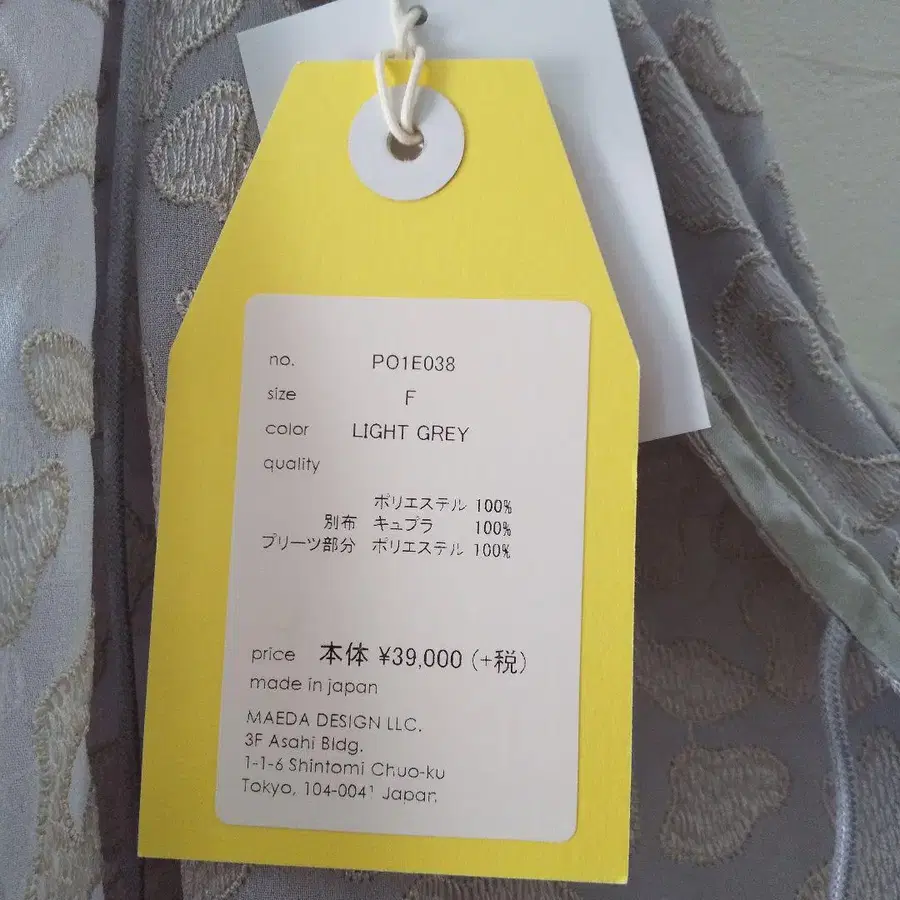 no. PO1E038
size F
color LIGHT GREY
quality
ポリエステル 100%
別布 キュプラ 100%
プリーツ部分 ポリエステル 100%
price 本体 ¥39,000 (+税)
made in japan
MAEDA DESIGN LLC.
3F Asahi Bldg.
1-1-6 Shintomi Chuo-ku
Tokyo, 104-0041 Japan